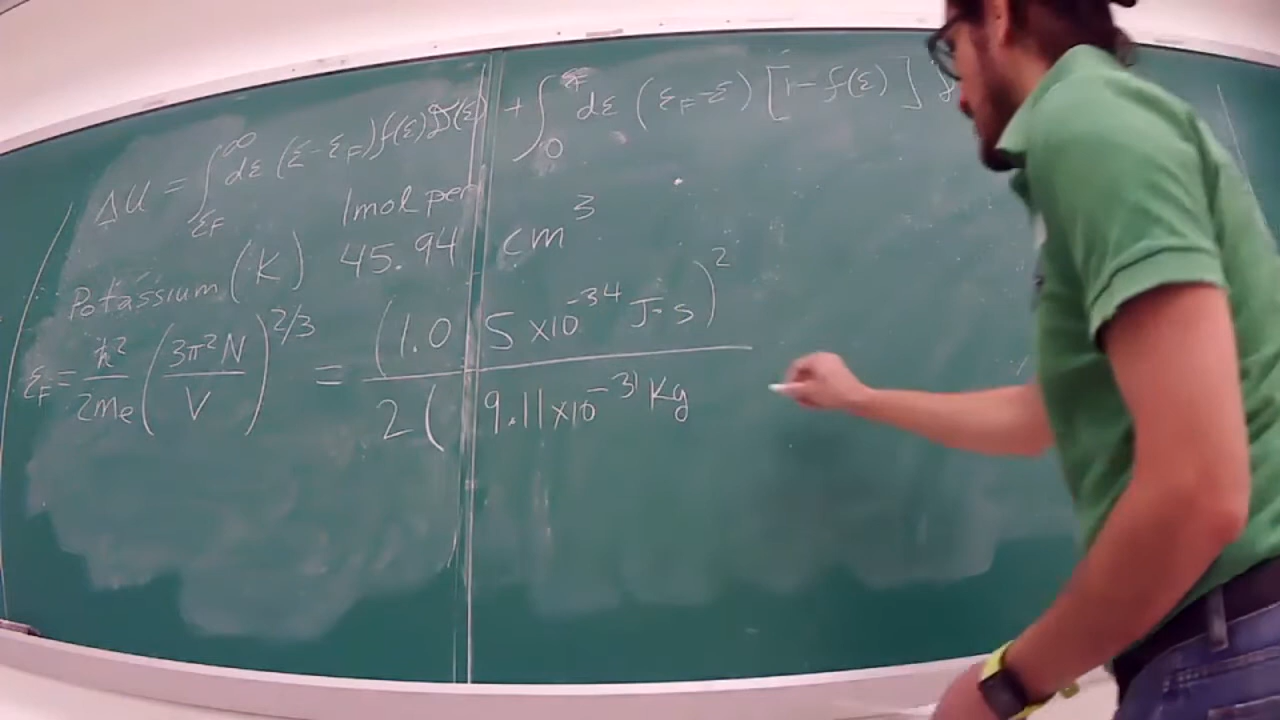 ΔU = ∫_{ε_F}^{∞} dε (ε-ε_F)f(ε)𝒟(ε) + ∫_{0}^{ε_F} dε (ε_F-ε) [1-f(ε)]
1mol per
Potassium (K) 45.94 cm³
ε_F = ħ²/2m_e (3π²N/V)^{2/3} = (1.05×10^{-34} J·s)²/2(9.11×10^{-31} Kg